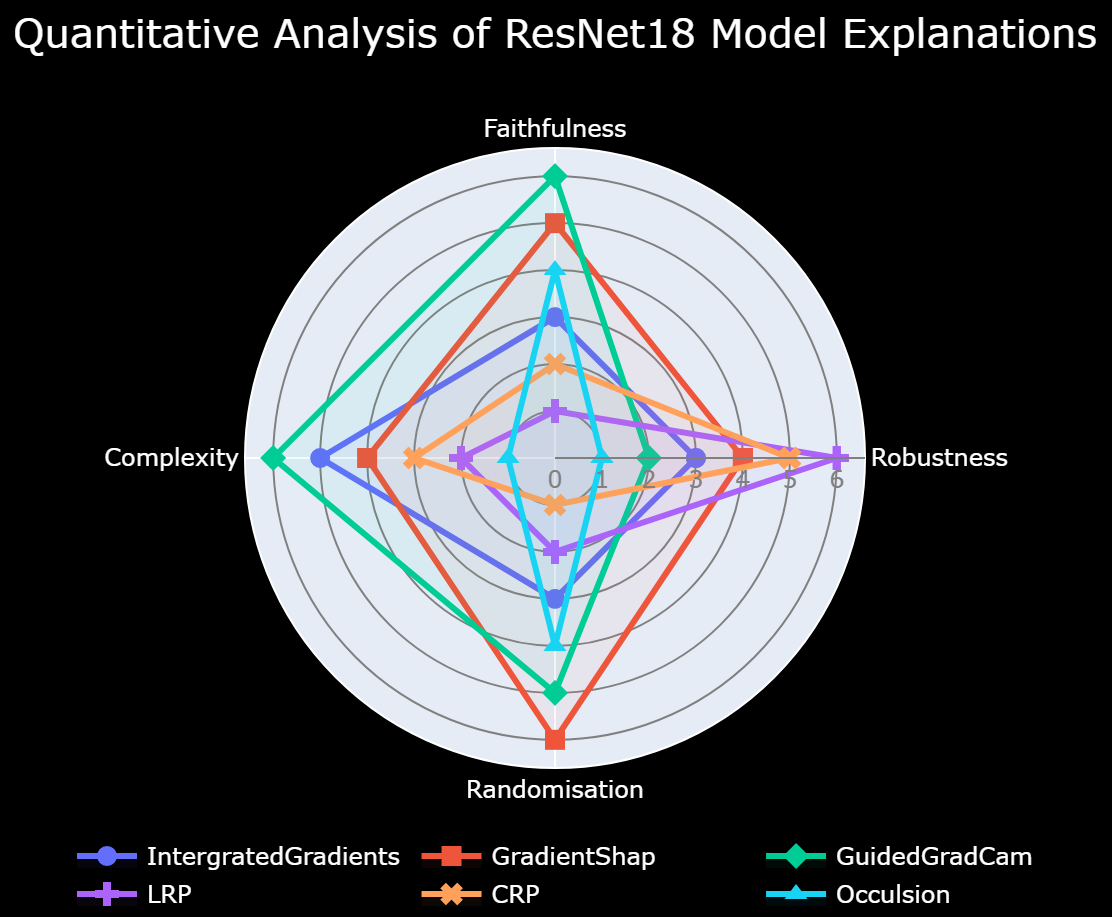 Quantitative Analysis of ResNet18 Model Explanations
Faithfulness
Complexity
Robustness
0 1 2 3 4 5 6
Randomisation
IntergratedGradients GradientShap GuidedGradCam
LRP CRP Occulsion